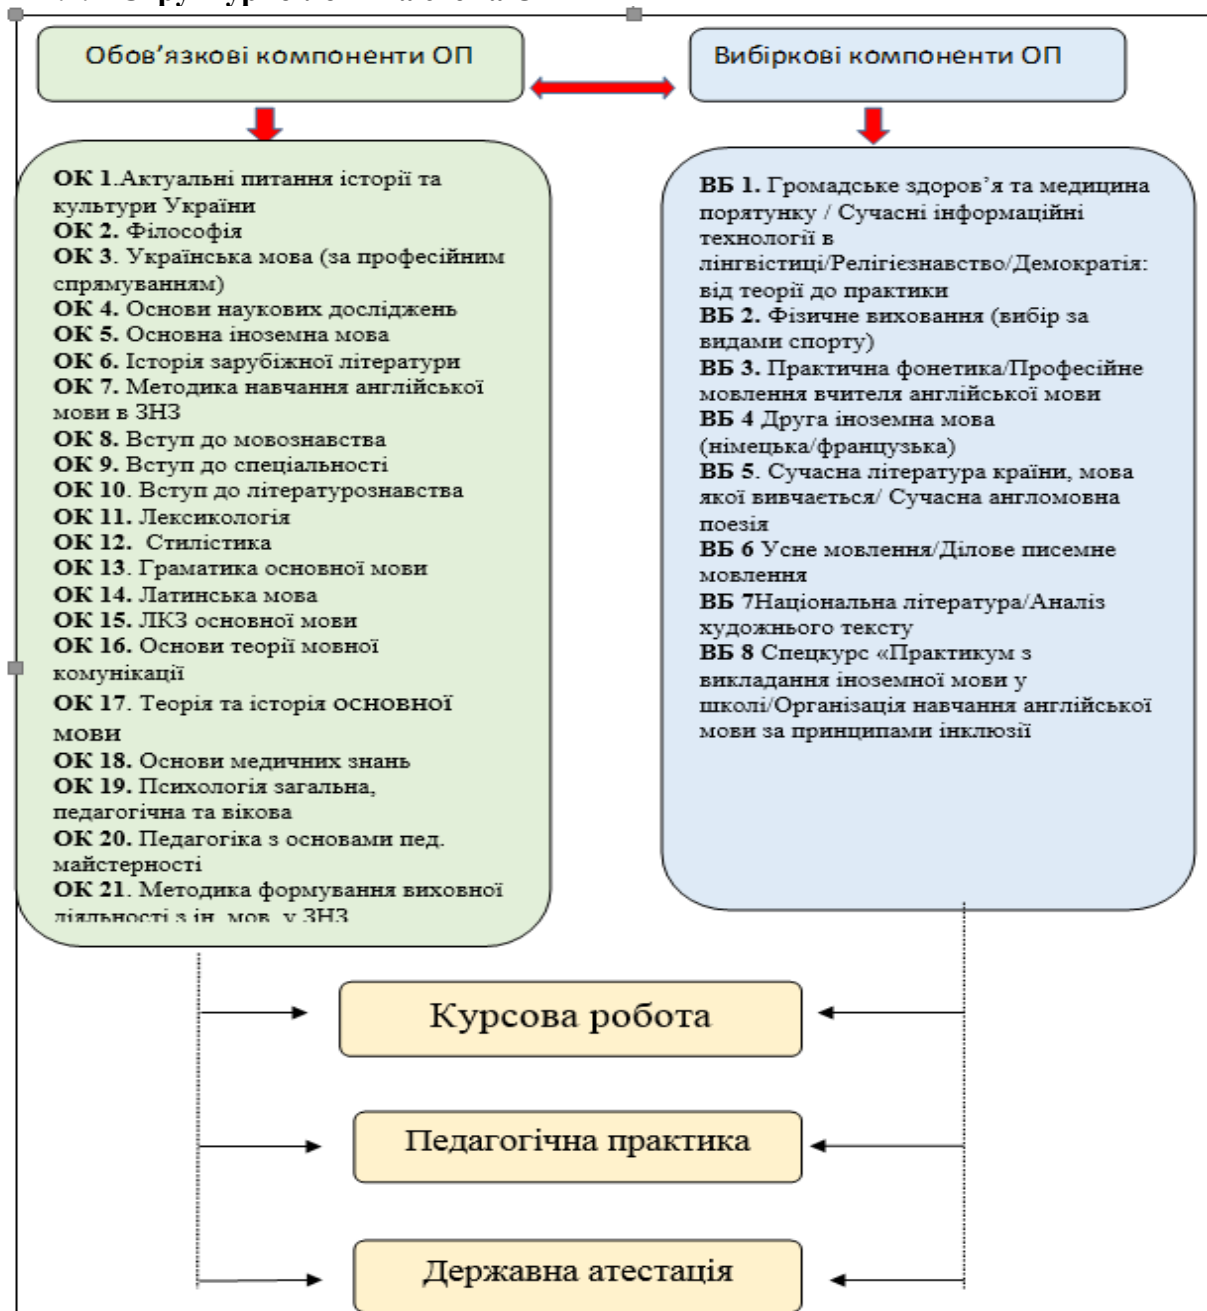 Обов’язкові компоненти ОП
Вибіркові компоненти ОП
ОК 1.Актуальні питання історії та
культури України
ОК 2. Філософія
ОК 3. Українська мова (за професійним
спрямуванням)
ОК 4. Основи наукових досліджень
ОК 5. Основна іноземна мова
ОК 6. Історія зарубіжної літератури
ОК 7. Методика навчання англійської
мови в ЗНЗ
ОК 8. Вступ до мовознавства
ОК 9. Вступ до спеціальності
ОК 10. Вступ до літературознавства
ОК 11. Лексикологія
ОК 12. Стилістика
ОК 13. Граматика основної мови
ОК 14. Латинська мова
ОК 15. ЛКЗ основної мови
ОК 16. Основи теорії мовної
комунікації
ОК 17. Теорія та історія основної
мови
ОК 18. Основи медичних знань
ОК 19. Психологія загальна,
педагогічна та вікова
ОК 20. Педагогіка з основами пед.
майстерності
ОК 21. Методика формування виховної
діяльності з ін. мов. у ЗНЗ
ВБ 1. Громадське здоров’я та медицина
порятунку / Сучасні інформаційні
технології в
лінгвістиці/Релігієзнавство/Демократія:
від теорії до практики
ВБ 2. Фізичне виховання (вибір за
видами спорту)
ВБ 3. Практична фонетика/Професійне
мовлення вчителя англійської мови
ВБ 4 Друга іноземна мова
(німецька/французька)
ВБ 5. Сучасна література країни, мова
якої вивчається/ Сучасна англомовна
поезія
ВБ 6 Усне мовлення/Ділове писемне
мовлення
ВБ 7Національна література/Аналіз
художнього тексту
ВБ 8 Спецкурс «Практикум з
викладання іноземної мови у
школі/Організація навчання англійської
мови за принципами інклюзії
Курсова робота
Педагогічна практика
Державна атестація